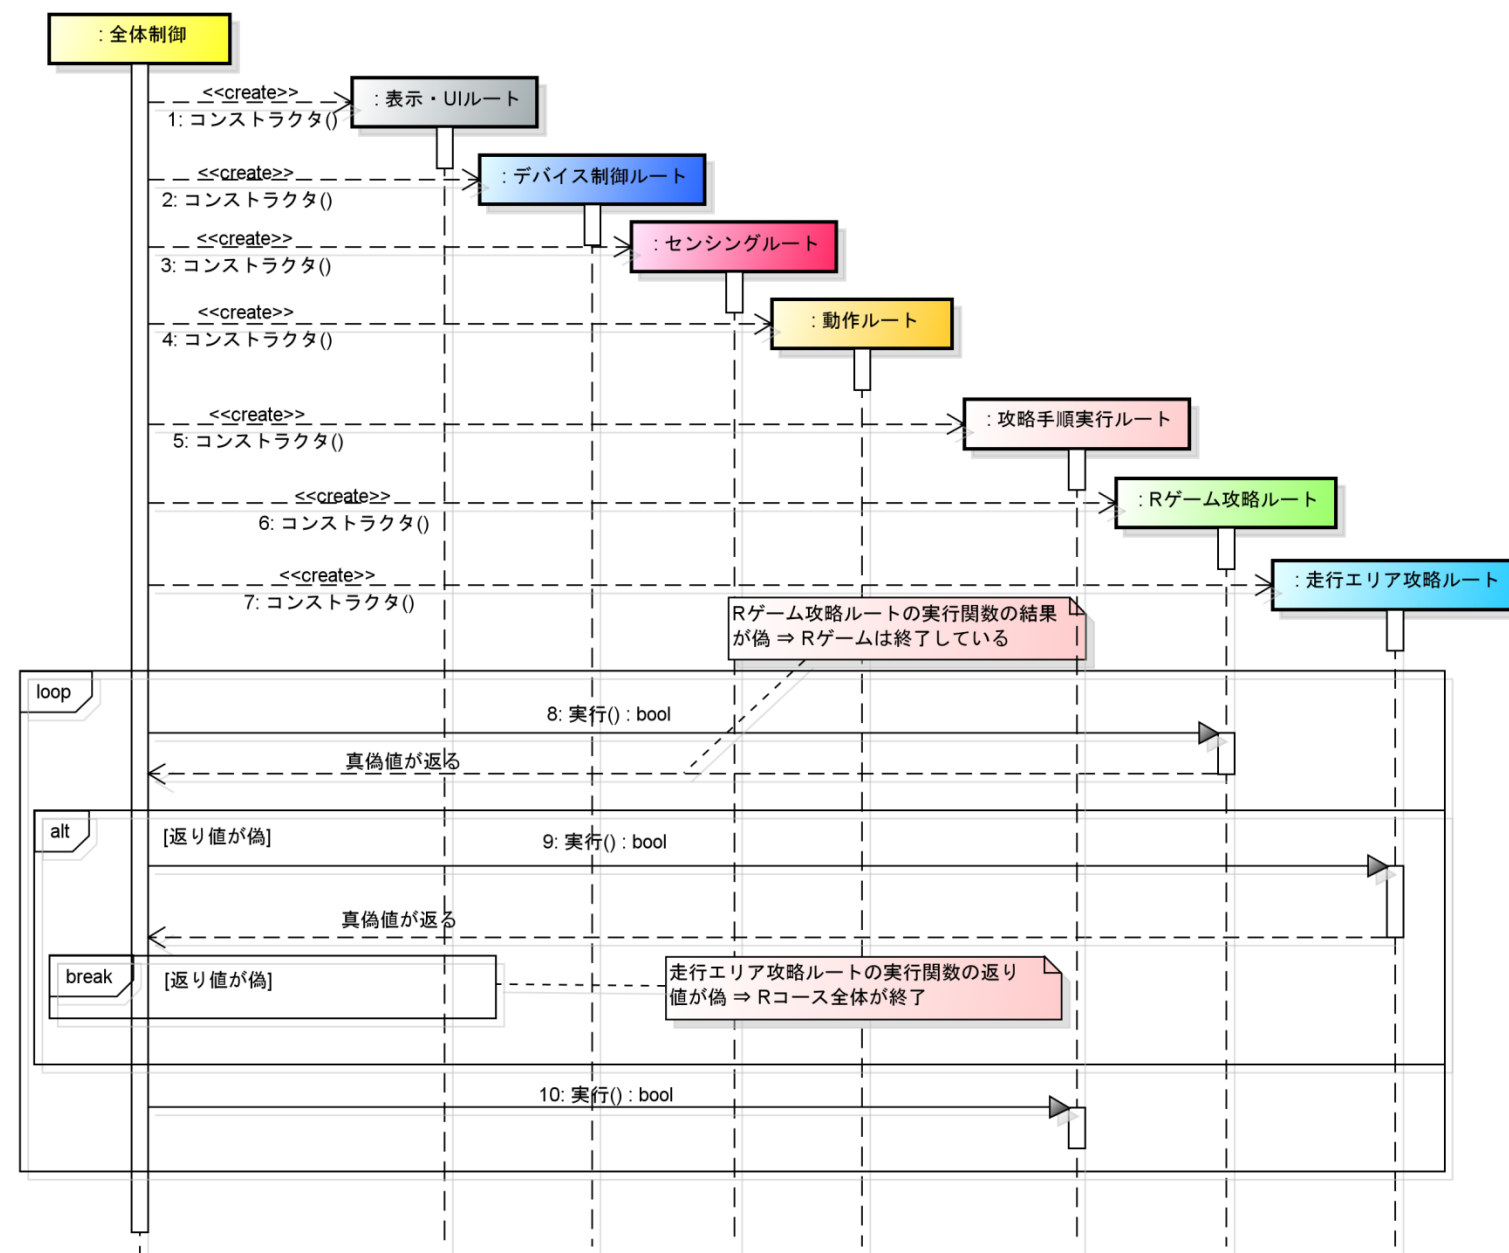 : 全体制御
<<create>>
: 表示・UIルート
1: コンストラクタ()
<<create>>
: デバイス制御ルート
2: コンストラクタ()
<<create>>
: センシングルート
3: コンストラクタ()
<<create>>
: 動作ルート
4: コンストラクタ()
<<create>>
: 攻略手順実行ルート
5: コンストラクタ()
<<create>>
: Rゲーム攻略ルート
6: コンストラクタ()
<<create>>
: 走行エリア攻略ルート
7: コンストラクタ()
Rゲーム攻略ルートの実行関数の結果
が偽 ⇒ Rゲームは終了している
loop
8: 実行() : bool
真偽値が返る
alt
[返り値が偽]
9: 実行() : bool
真偽値が返る
break
[返り値が偽]
走行エリア攻略ルートの実行関数の返り
値が偽 ⇒ Rコース全体が終了
10: 実行() : bool